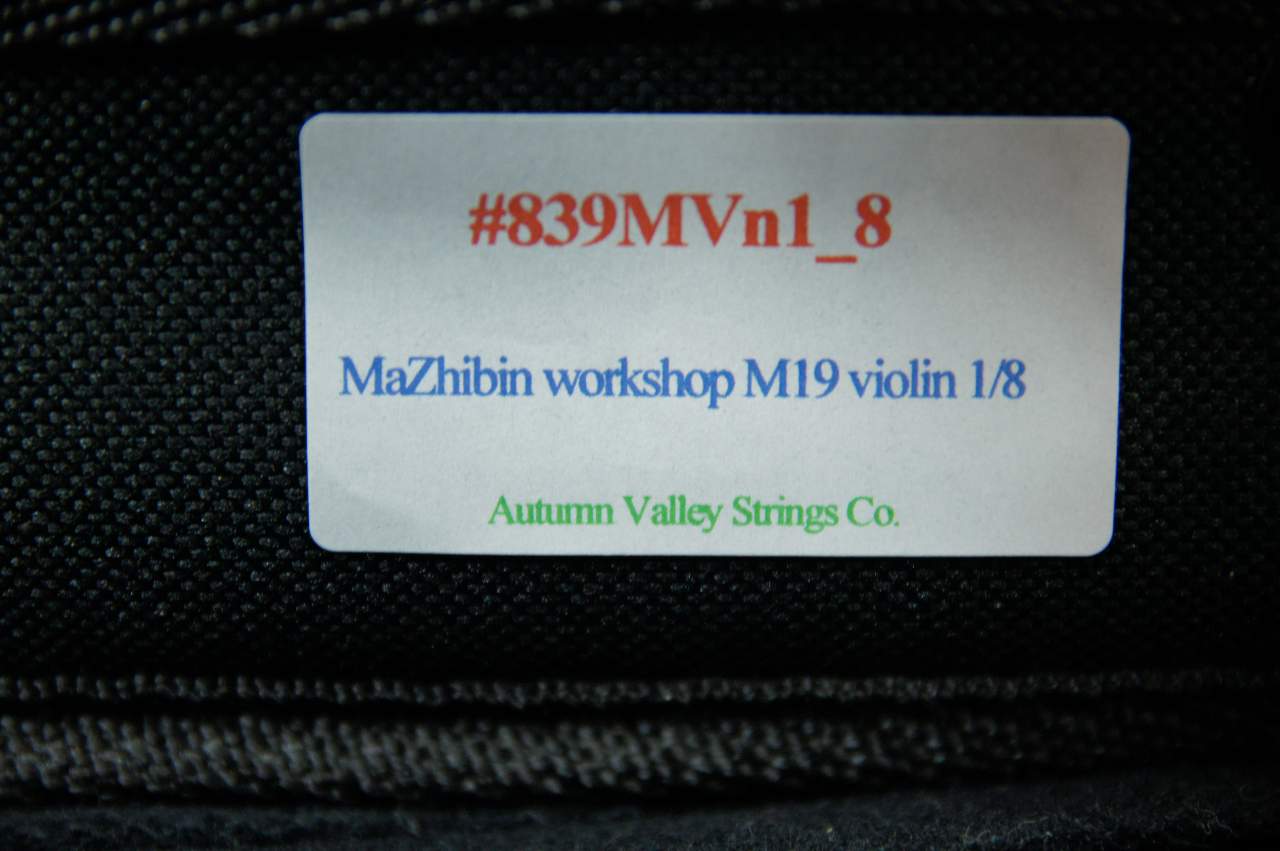 #839MVn1_8
MaZhibin workshop M19 violin 1/8
Autumn Valley Strings Co.